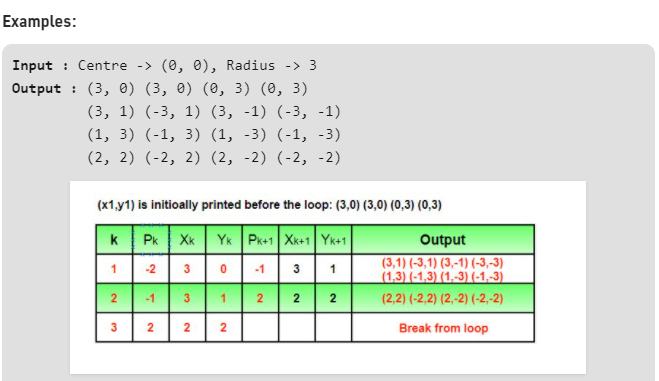 Examples:
Input : Centre -> (0, 0), Radius -> 3
Output : (3, 0) (3, 0) (0, 3) (0, 3)
(3, 1) (-3, 1) (3, -1) (-3, -1)
(1, 3) (-1, 3) (1, -3) (-1, -3)
(2, 2) (-2, 2) (2, -2) (-2, -2)
(x1,y1) is initioally printed before the loop: (3,0) (3,0) (0,3) (0,3)
k Pk Xk Yk Pk+1 Xk+1 Yk+1 Output
1 -2 3 0 -1 3 1 (3,1) (-3,1) (3,-1) (-3,-3)
(1,3) (-1,3) (1,-3) (-1,-3)
2 -1 3 1 2 2 2 (2,2) (-2,2) (2,-2) (-2,-2)
3 2 2 2 Break from loop